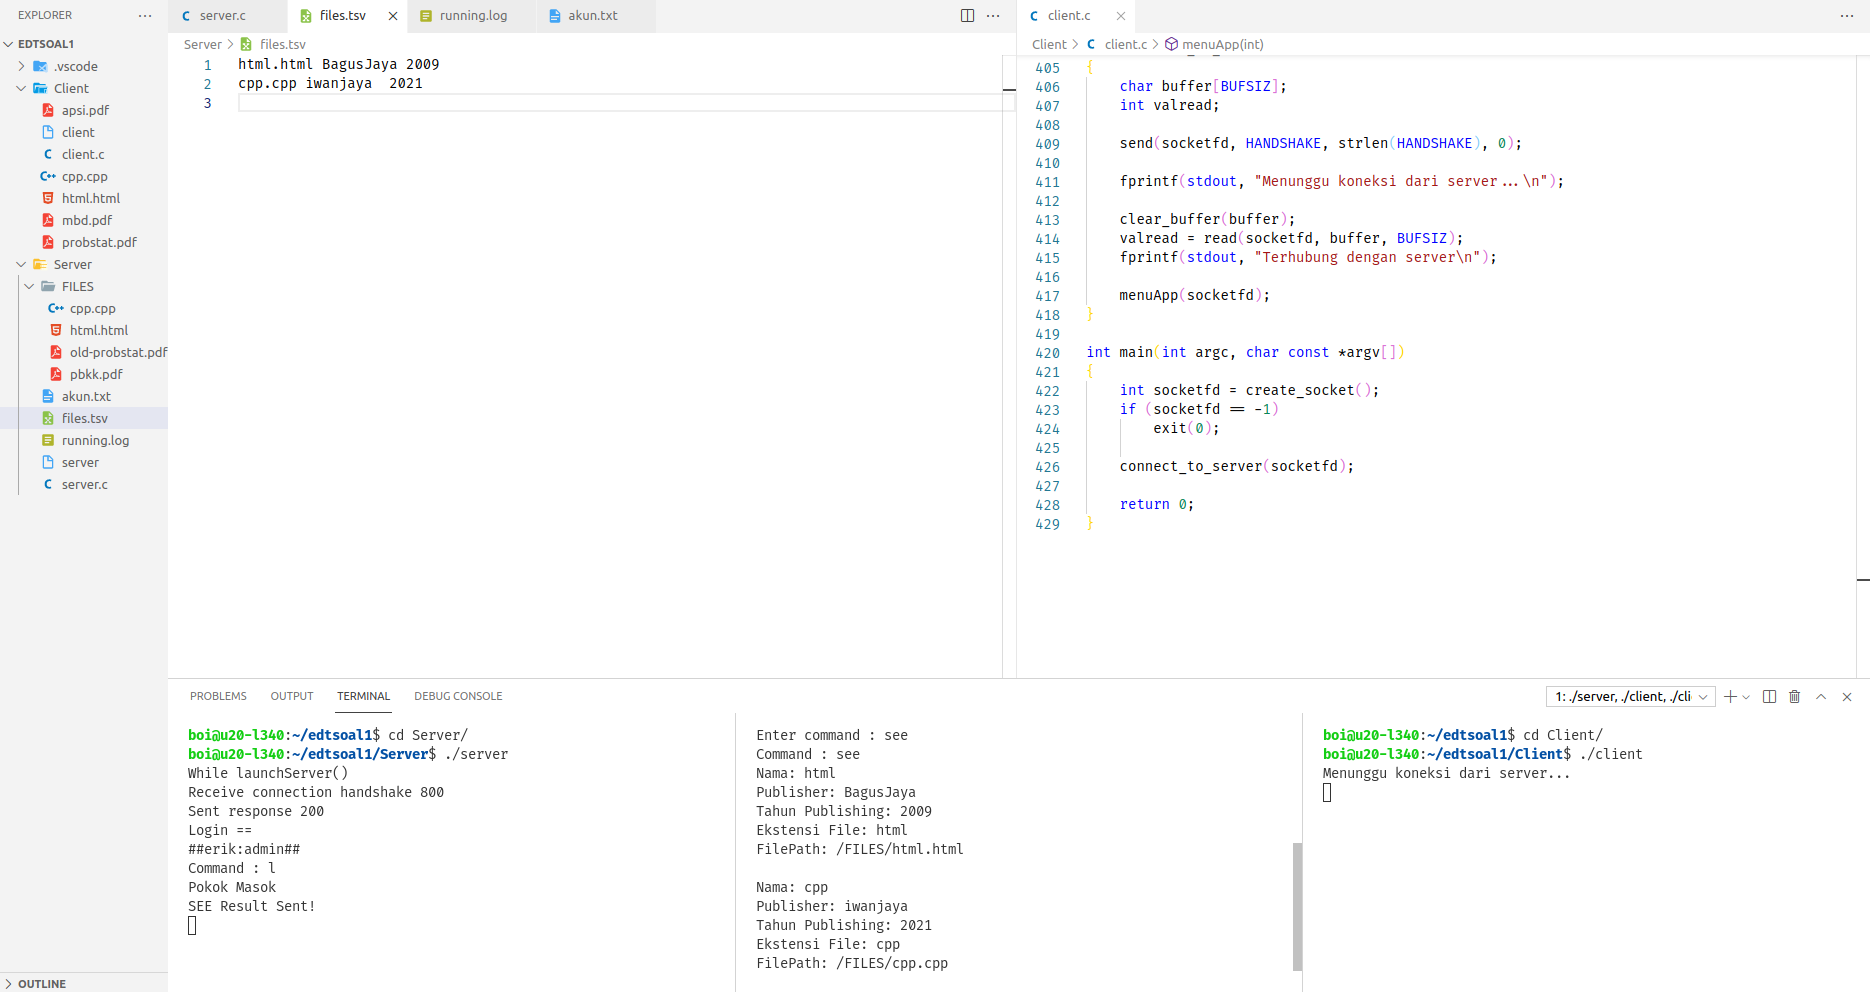 EXPLORER
EDTSOAL1
.vscode
Client
apsi.pdf
client
client.c
cpp.cpp
html.html
mbd.pdf
probstat.pdf
Server
FILES
cpp.cpp
html.html
old-probstat.pdf
pbkk.pdf
akun.txt
files.tsv
running.log
server
server.c
OUTLINE
server.c files.tsv running.log akun.txt
Server > files.tsv
1 html.html BagusJaya 2009
2 cpp.cpp iwanjaya 2021
3
client.c
Client > client.c > menuApp(int)
405 {
406 char buffer[BUFSIZ];
407 int valread;
408
409 send(socketfd, HANDSHAKE, strlen(HANDSHAKE), 0);
410
411 fprintf(stdout, "Menunggu koneksi dari server...\n");
412
413 clear_buffer(buffer);
414 valread = read(socketfd, buffer, BUFSIZ);
415 fprintf(stdout, "Terhubung dengan server\n");
416
417 menuApp(socketfd);
418 }
419
420 int main(int argc, char const *argv[])
421 {
422 int socketfd = create_socket();
423 if (socketfd == -1)
424 exit(0);
425
426 connect_to_server(socketfd);
427
428 return 0;
429 }
PROBLEMS OUTPUT TERMINAL DEBUG CONSOLE
1: ./server, ./client, ./cli
boi@u20-l340:~/edtsoal1$ cd Server/
boi@u20-l340:~/edtsoal1/Server$ ./server
While launchServer()
Receive connection handshake 800
Sent response 200
Login ==
##erik:admin##
Command : l
Pokok Masok
SEE Result Sent!
Enter command : see
Command : see
Nama: html
Publisher: BagusJaya
Tahun Publishing: 2009
Ekstensi File: html
FilePath: /FILES/html.html
Nama: cpp
Publisher: iwanjaya
Tahun Publishing: 2021
Ekstensi File: cpp
FilePath: /FILES/cpp.cpp
boi@u20-l340:~/edtsoal1$ cd Client/
boi@u20-l340:~/edtsoal1/Client$ ./client
Menunggu koneksi dari server...